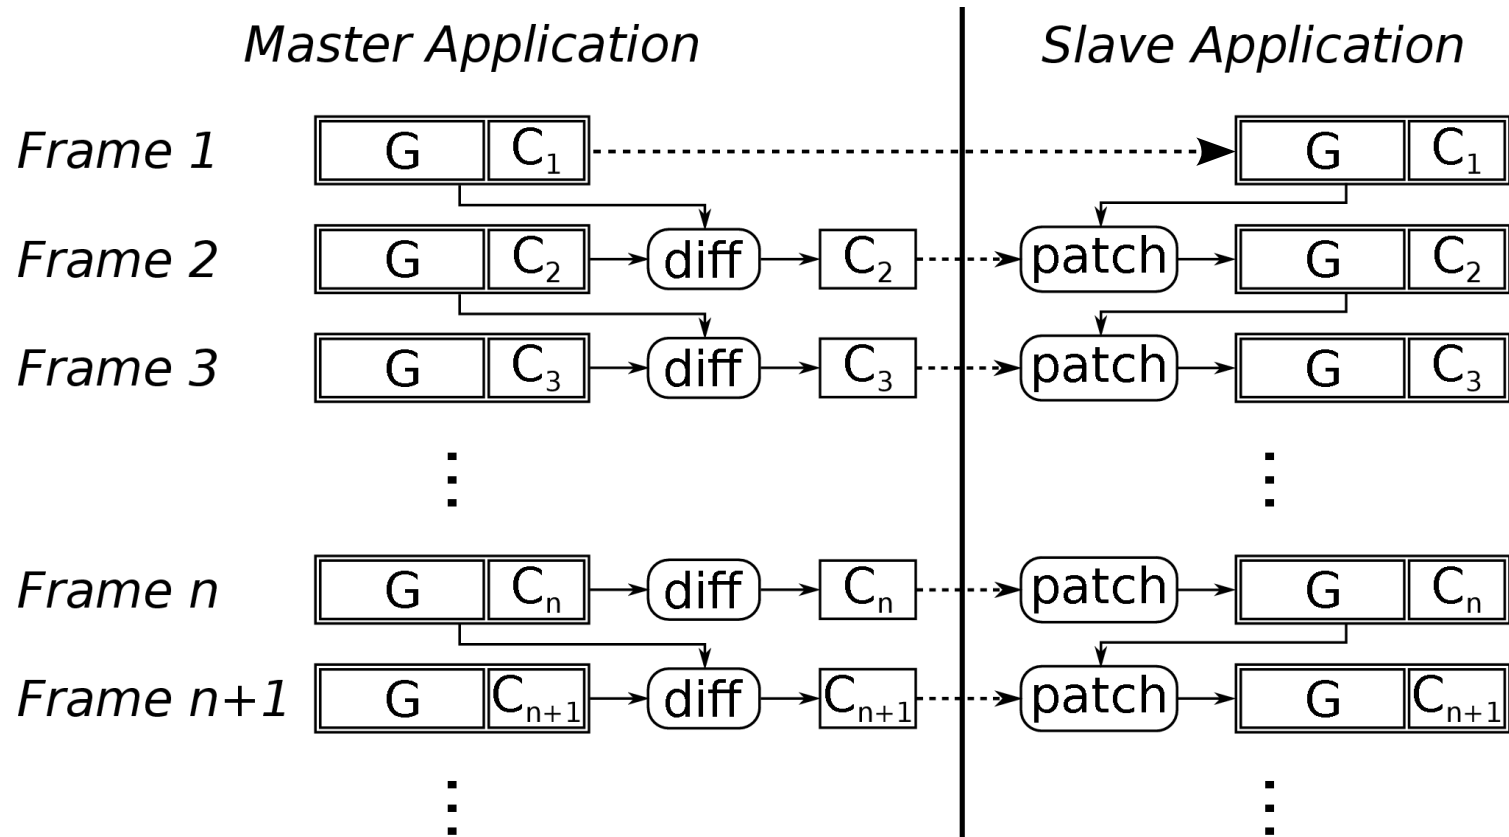 Master Application Slave Application
Frame 1 G C1 G C1
Frame 2 G C2 diff C2 patch G C2
Frame 3 G C3 diff C3 patch G C3
Frame n G Cn diff Cn patch G Cn
Frame n+1 G Cn+1 diff Cn+1 patch G Cn+1